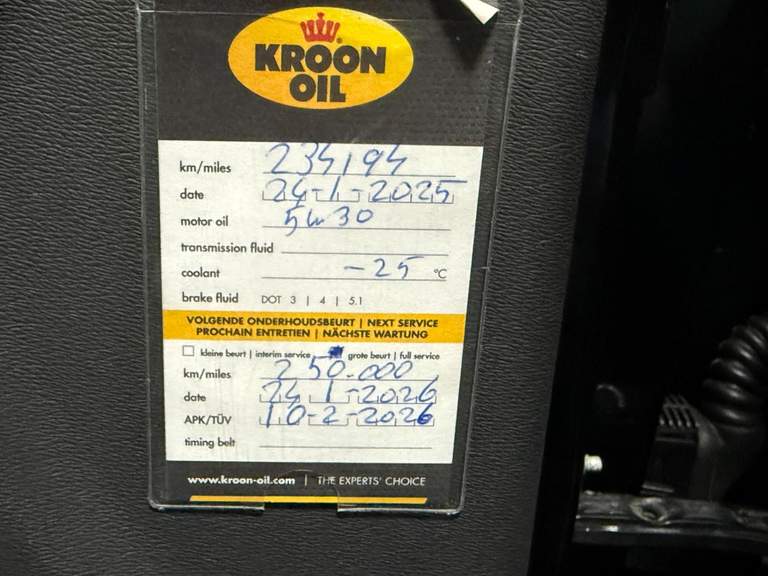 KROON
OIL
km/miles 234194
date 24-1-2025
motor oil 5w30
transmission fluid
coolant -25 °C
brake fluid DOT 3 | 4 | 5.1
VOLGENDE ONDERHOUDSBEURT | NEXT SERVICE
PROCHAIN ENTRETIEN | NÄCHSTE WARTUNG
kleine beurt | interim service grote beurt | full service
km/miles 250.000
date 24 1-2026
APK/TÜV 10-2-2026
timing belt
www.kroon-oil.com | THE EXPERTS' CHOICE